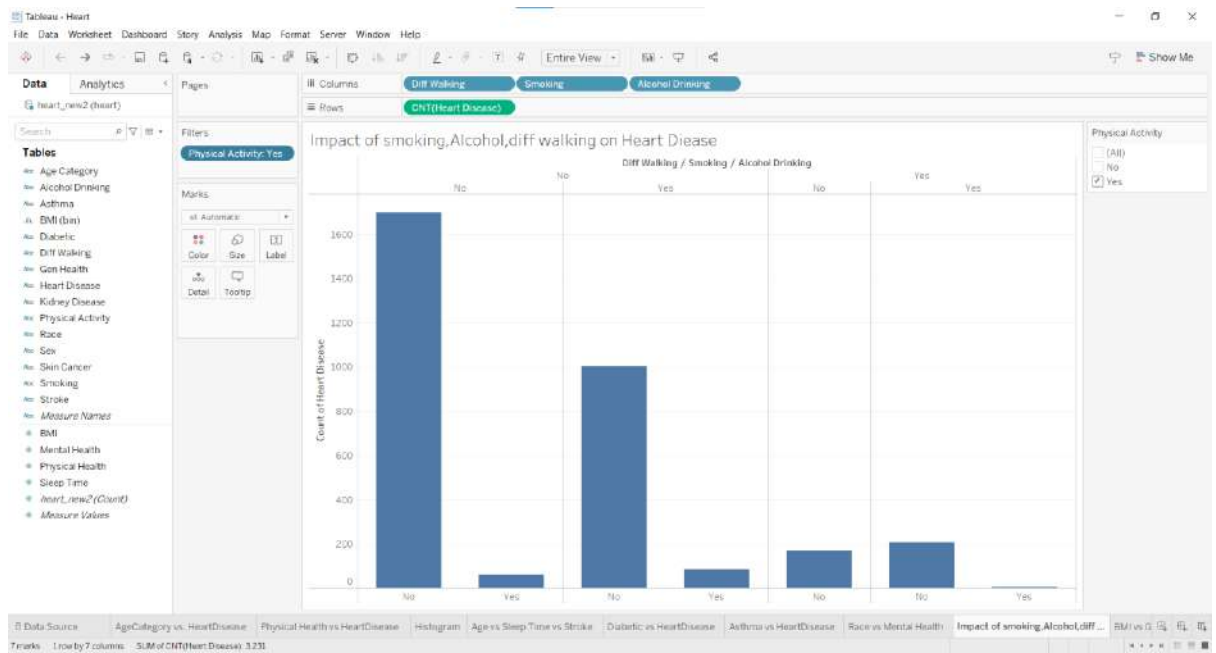 Tableau - Heart
File Data Worksheet Dashboard Story Analysis Map Format Server Window Help
Entire View
Show Me
Data Analytics
heart_new2 (heart)
Search
Tables
Age Category
Alcohol Drinking
Asthma
BMI (bin)
Diabetic
Diff Walking
Gen Health
Heart Disease
Kidney Disease
Physical Activity
Race
Sex
Skin Cancer
Smoking
Stroke
Measure Names
BMI
Mental Health
Physical Health
Sleep Time
heart_new2 (Count)
Measure Values
Pages
Filters
Physical Activity: Yes
Marks
Automatic
Color Size Label
Detail Tooltip
Columns Diff Walking Smoking Alcohol Drinking
Rows CNT(Heart Disease)
Impact of smoking,Alcohol,diff walking on Heart Diease
Diff Walking / Smoking / Alcohol Drinking
No Yes
No Yes No Yes
Count of Heart Disease
1600
1400
1200
1000
800
600
400
200
0
No Yes No Yes No No Yes
Physical Activity
(All)
No
Yes
Data Source AgeCategory vs. HeartDisease Physical Health vs HeartDisease Histogram Age vs Sleep Time vs Stroke Diabetic vs HeartDisease Asthma vs HeartDisease Race vs Mental Health Impact of smoking,Alcohol,diff ... BMI vs
7 marks 1 row by 7 columns SUM of CNT(Heart Disease): 3,231